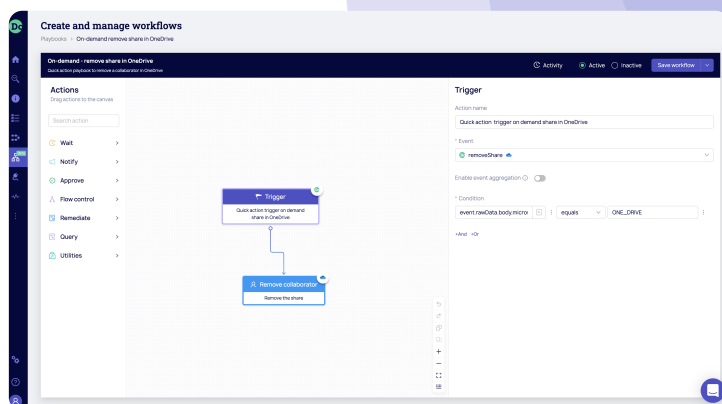 Dc
Create and manage workflows
Playbooks > On-demand remove share in OneDrive
On-demand - remove share in OneDrive
Quick action playbook to remove a collaborator in OneDrive
Activity
Active
Inactive
Save workflow
Actions
Drag actions to the canvas
Search action
Wait
Notify
Approve
Flow control
Remediate
Query
Utilities
Trigger
Quick action trigger on demand
share in OneDrive
Remove collaborator
Remove the share
Trigger
Action name
Quick action trigger on demand share in OneDrive
* Event
removeShare
Enable event aggregation
* Condition
event.rawData.body.micros
equals
ONE_DRIVE
+And +Or